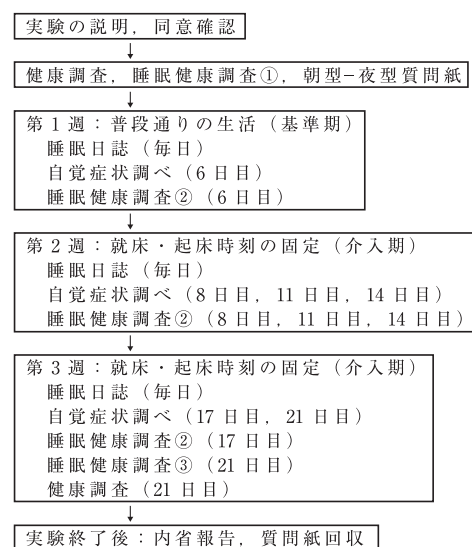 実験の説明，同意確認
健康調査，睡眠健康調査①，朝型−夜型質問紙
第1週：普段通りの生活（基準期）
睡眠日誌（毎日）
自覚症状調べ（6日目）
睡眠健康調査②（6日目）
第2週：就床・起床時刻の固定（介入期）
睡眠日誌（毎日）
自覚症状調べ（8日目，11日目，14日目）
睡眠健康調査②（8日目，11日目，14日目）
第3週：就床・起床時刻の固定（介入期）
睡眠日誌（毎日）
自覚症状調べ（17日目，21日目）
睡眠健康調査②（17日目）
睡眠健康調査③（21日目）
健康調査（21日目）
実験終了後：内省報告，質問紙回収